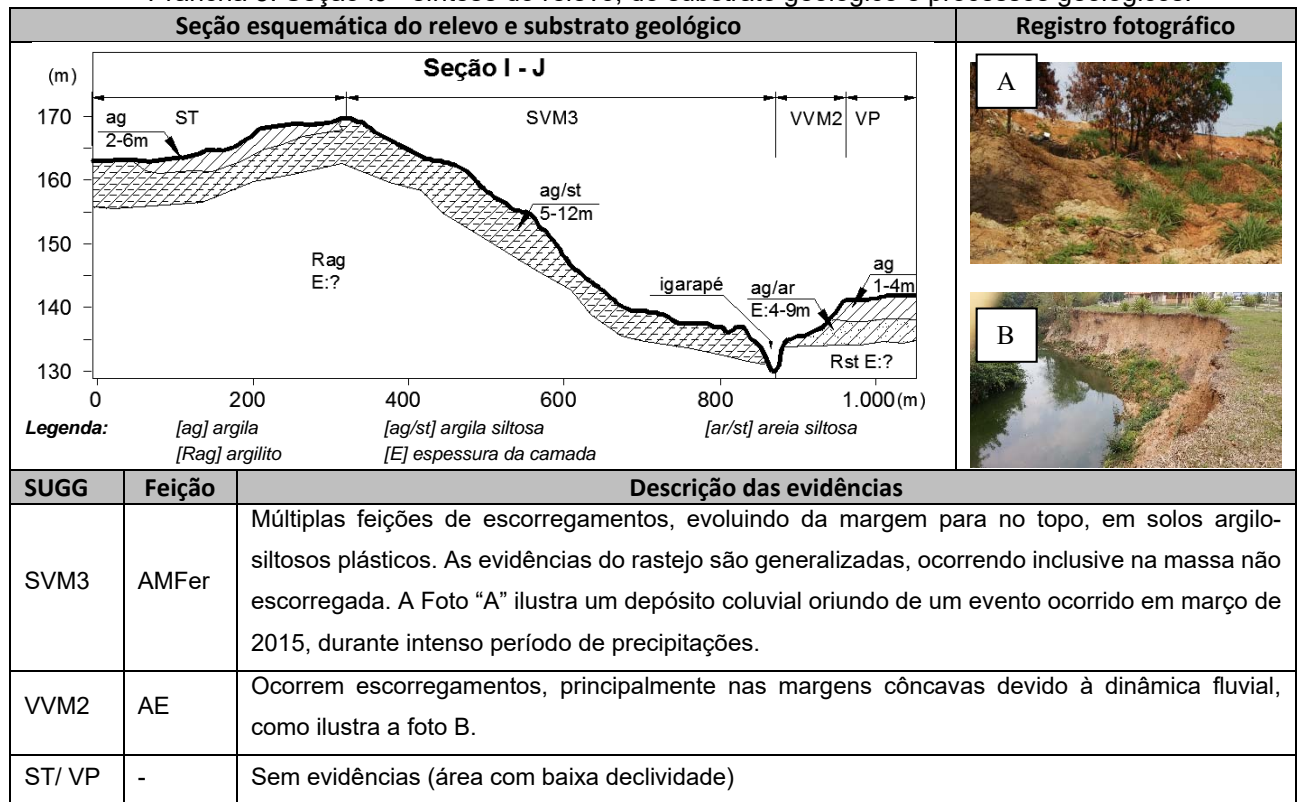 Seção esquemática do relevo e substrato geológico
Registro fotográfico
Seção I - J
(m)
170
160
150
140
130
ST
SVM3
VVM2
VP
ag
2-6m
ag/st
5-12m
Rag
E:?
igarapé
ag/ar
E:4-9m
ag
1-4m
Rst E:?
0
200
400
600
800
1.000(m)
Legenda:
[ag] argila
[ag/st] argila siltosa
[ar/st] areia siltosa
[Rag] argilito
[E] espessura da camada
A
B
SUGG
Feição
Descrição das evidências
SVM3
AMFer
Múltiplas feições de escorregamentos, evoluindo da margem para no topo, em solos argilo-
siltosos plásticos. As evidências do rastejo são generalizadas, ocorrendo inclusive na massa não
escorregada. A Foto “A” ilustra um depósito coluvial oriundo de um evento ocorrido em março de
2015, durante intenso período de precipitações.
VVM2
AE
Ocorrem escorregamentos, principalmente nas margens côncavas devido à dinâmica fluvial,
como ilustra a foto B.
ST/ VP
-
Sem evidências (área com baixa declividade)